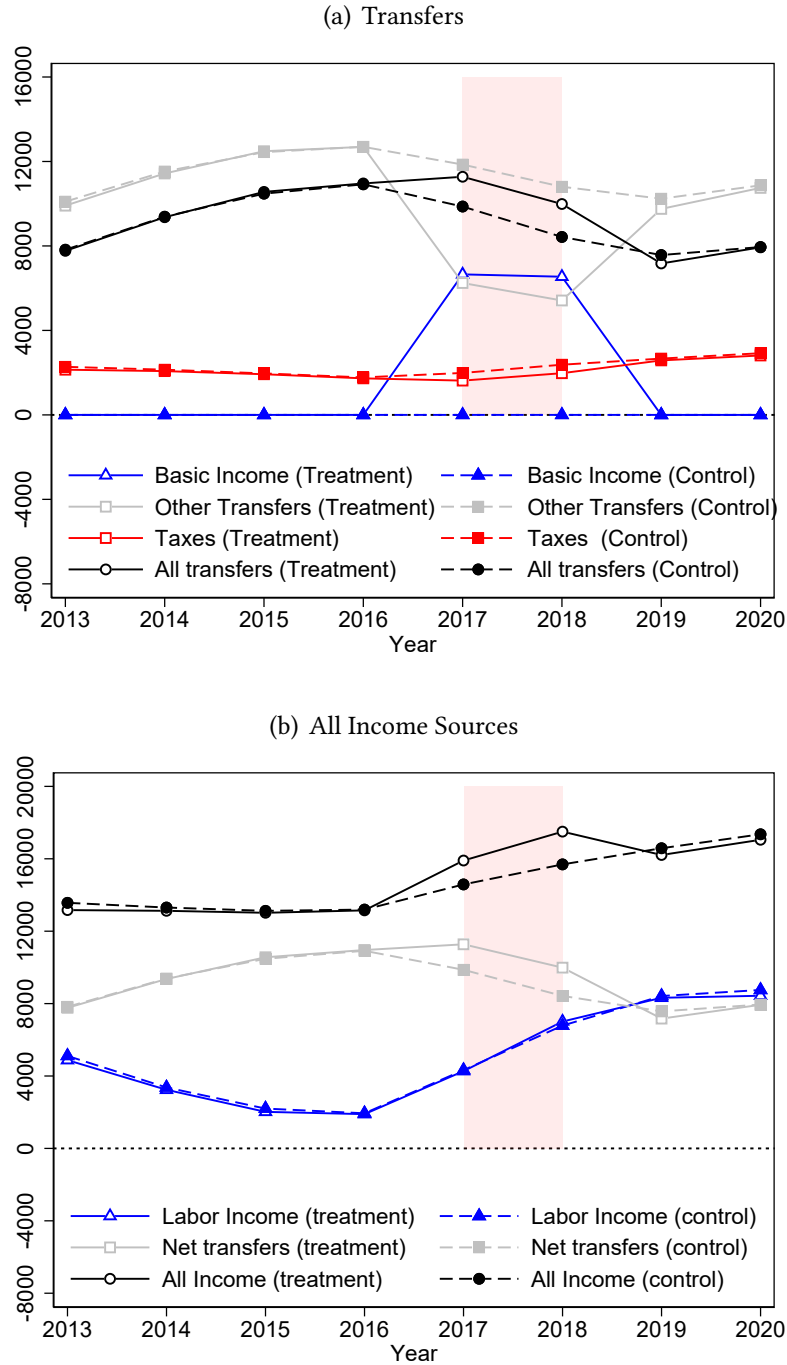 (a) Transfers
16000
12000
8000
4000
0
-4000
-8000
Basic Income (Treatment) Basic Income (Control)
Other Transfers (Treatment) Other Transfers (Control)
Taxes (Treatment) Taxes (Control)
All transfers (Treatment) All transfers (Control)
2013 2014 2015 2016 2017 2018 2019 2020
Year
(b) All Income Sources
20000
16000
12000
8000
4000
0
-4000
-8000
Labor Income (treatment) Labor Income (control)
Net transfers (treatment) Net transfers (control)
All Income (treatment) All Income (control)
2013 2014 2015 2016 2017 2018 2019 2020
Year